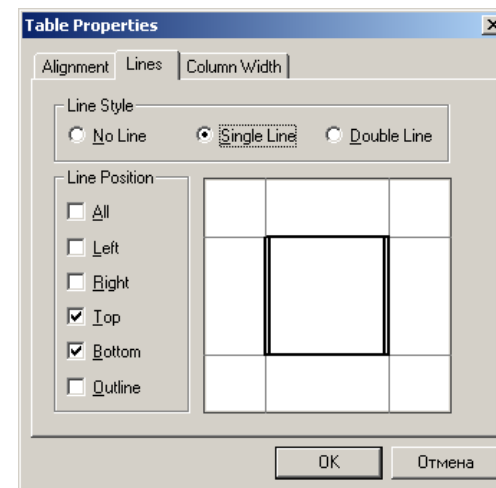 Table Properties
Alignment Lines Column Width
Line Style
No Line Single Line Double Line
Line Position
All
Left
Right
Top
Bottom
Outline
OK Отмена